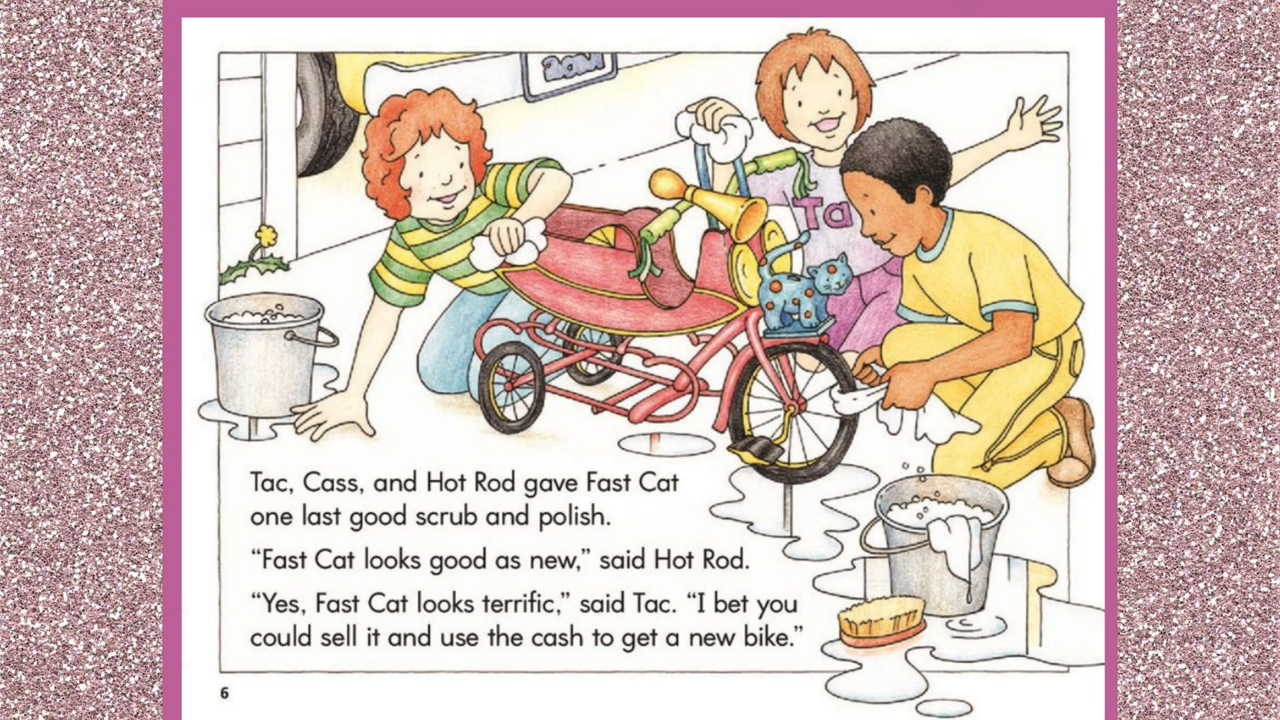 MOM
Ta
Tac, Cass, and Hot Rod gave Fast Cat
one last good scrub and polish.
“Fast Cat looks good as new,” said Hot Rod.
“Yes, Fast Cat looks terrific,” said Tac. “I bet you
could sell it and use the cash to get a new bike.”
6